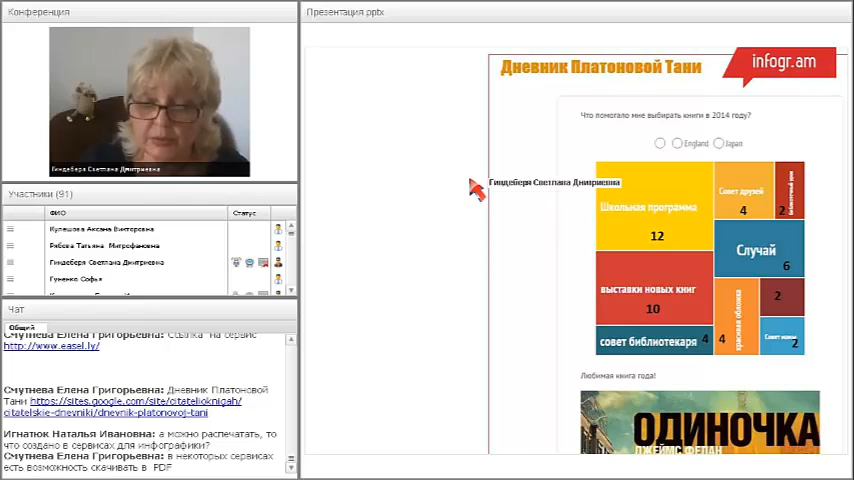 Конференция
Гиндеберя Светлана Дмитриевна
Участники (91)
ФИО
Статус
Кулешова Аксана Викторовна
Рябова Татьяна Митрофановна
Гиндеберя Светлана Дмитриевна
Гуненко Софья
Чат
Общий
Смутнева Елена Григорьевна: Ссылка на сервис
http://www.easel.ly/
Смутнева Елена Григорьевна: Дневник Платоновой
Тани https://sites.google.com/site/citatelioknigah/
citatelskie-dnevniki/dnevnik-platonovoj-tani
Игнатюк Наталья Ивановна: а можно распечатать, то
что создано в сервисах для инфографики?
Смутнева Елена Григорьевна: в некоторых сервисах
есть возможность скачивать в PDF
Презентация pptx
Дневник Платоновой Тани
infogr.am
Что помогало мне выбирать книги в 2014 году?
England
Japan
Гиндеберя Светлана Дмитриевна
Школьная программа
12
Совет друзей
4
2
Случай
6
выставки новых книг
10
красивая обложка
4
2
совет библиотекаря
4
Совет мамы
2
Любимая книга года!
ОДИНОЧКА
ДЖЕЙМС ФЕЛАН